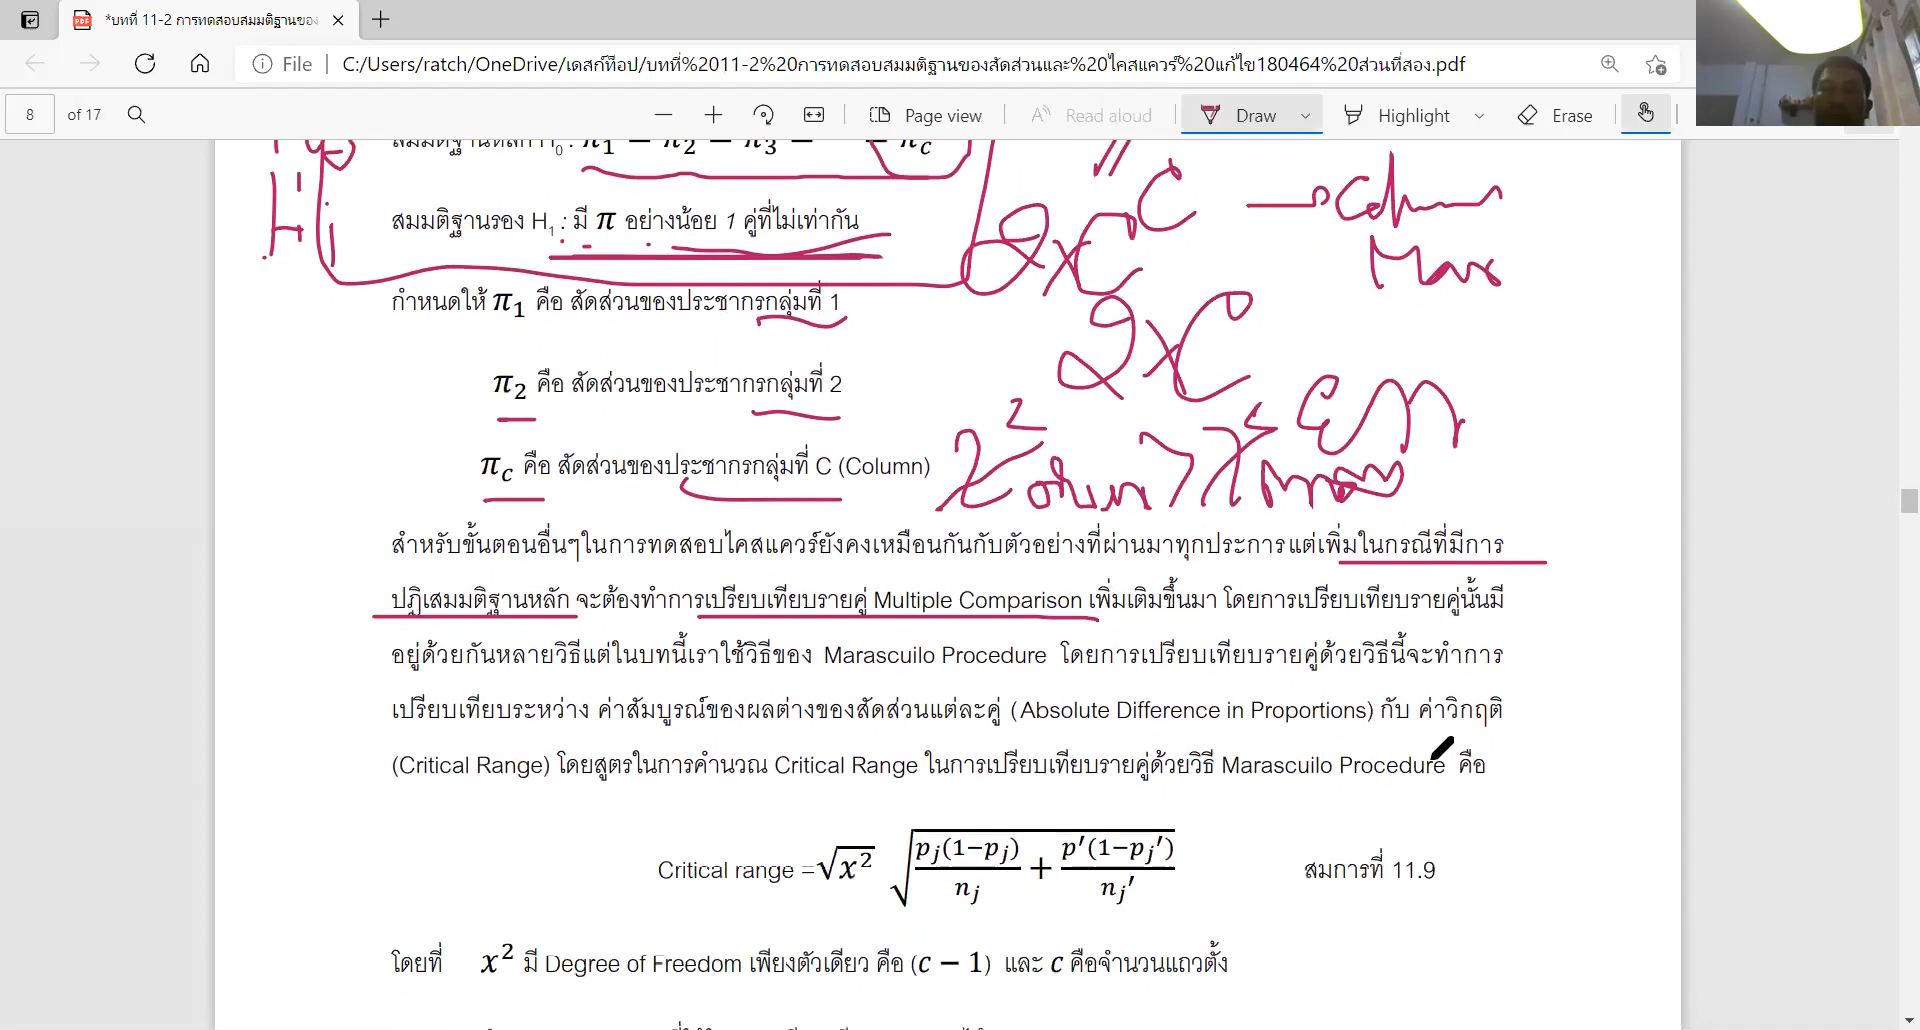 *บทที่ 11-2 การทดสอบสมมติฐานของ
File
C:/Users/ratch/OneDrive/เดสก์ท็อป/บทที่%2011-2%20การทดสอบสมมติฐานของสัดส่วนและ%20ไคสแควร์%20แก้ไข180464%20ส่วนที่สอง.pdf
8 of 17 Page view Read aloud Draw Highlight Erase
สมมติฐานหลัก H₀ : π₁ = π₂ = π₃ = = π_c
สมมติฐานรอง H₁ : มี π อย่างน้อย 1 คู่ที่ไม่เท่ากัน
กำหนดให้ π₁ คือ สัดส่วนของประชากรกลุ่มที่ 1
π₂ คือ สัดส่วนของประชากรกลุ่มที่ 2
π_c คือ สัดส่วนของประชากรกลุ่มที่ C (Column)
2xC
2xC
สำหรับขั้นตอนอื่นๆในการทดสอบไคสแควร์ยังคงเหมือนกันกับตัวอย่างที่ผ่านมาทุกประการ แต่เพิ่มในกรณีที่มีการ
ปฎิเสมมติฐานหลัก จะต้องทำการเปรียบเทียบรายคู่ Multiple Comparison เพิ่มเติมขึ้นมา โดยการเปรียบเทียบรายคู่นั้นมี
อยู่ด้วยกันหลายวิธีแต่ในบทนี้เราใช้วิธีของ Marascuilo Procedure โดยการเปรียบเทียบรายคู่ด้วยวิธีนี้จะทำการ
เปรียบเทียบระหว่าง ค่าสัมบูรณ์ของผลต่างของสัดส่วนแต่ละคู่ (Absolute Difference in Proportions) กับ ค่าวิกฤติ
(Critical Range) โดยสูตรในการคำนวณ Critical Range ในการเปรียบเทียบรายคู่ด้วยวิธี Marascuilo Procedure คือ
Critical range =√x² √(p_j(1−p_j)/n_j + p′(1−p_j′)/n_j′) สมการที่ 11.9
โดยที่ x² มี Degree of Freedom เพียงตัวเดียว คือ (c − 1) และ c คือจำนวนแถวตั้ง